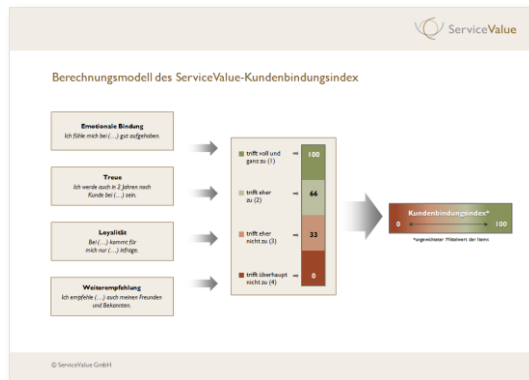 ServiceValue
Berechnungsmodell des ServiceValue-Kundenbindungsindex
Emotionale Bindung
Ich fühle mich bei (…) gut aufgehoben.
Treue
Ich werde auch in 2 Jahren noch
Kunde bei (…) sein.
Loyalität
Bei (…) kommt für
mich nur (…) infrage.
Weiterempfehlung
Ich empfehle (…) auch meinen Freunden
und Bekannten.
trifft voll und
ganz zu (1)
100
trifft eher
zu (2)
66
trifft eher
nicht zu (3)
33
trifft überhaupt
nicht zu (4)
0
Kundenbindungsindex*
0 100
*ungewichteter Mittelwert der Items
© ServiceValue GmbH